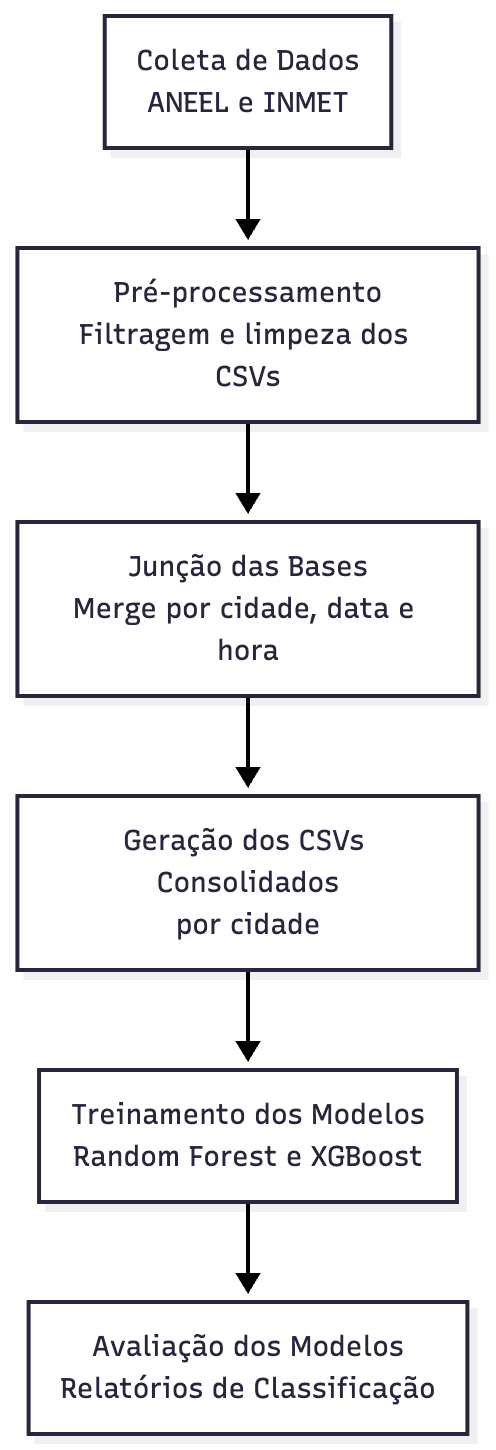 Coleta de Dados
ANEEL e INMET
Pré-processamento
Filtragem e limpeza dos
CSVs
Junção das Bases
Merge por cidade, data e
hora
Geração dos CSVs
Consolidados
por cidade
Treinamento dos Modelos
Random Forest e XGBoost
Avaliação dos Modelos
Relatórios de Classificação